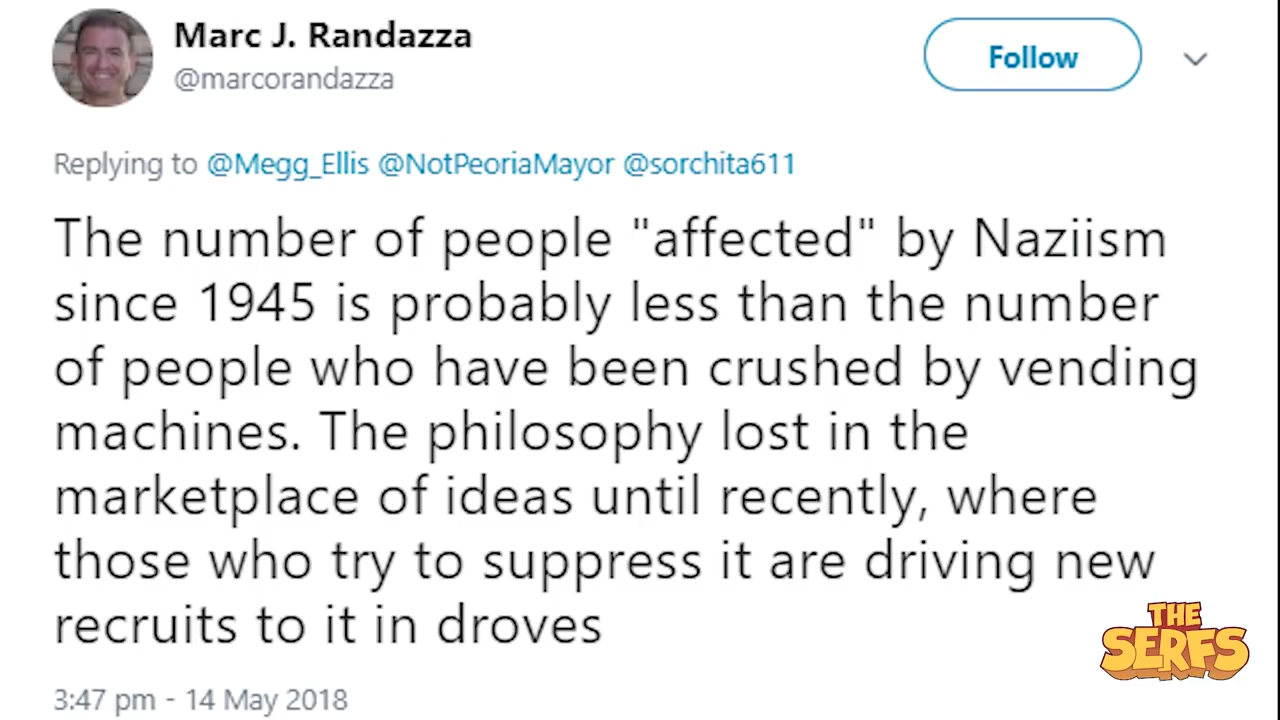 Marc J. Randazza
@marcorandazza
Follow
Replying to @Megg_Ellis @NotPeoriaMayor @sorchita611
The number of people "affected" by Naziism
since 1945 is probably less than the number
of people who have been crushed by vending
machines. The philosophy lost in the
marketplace of ideas until recently, where
those who try to suppress it are driving new
recruits to it in droves
THE
SERFS
3:47 pm - 14 May 2018